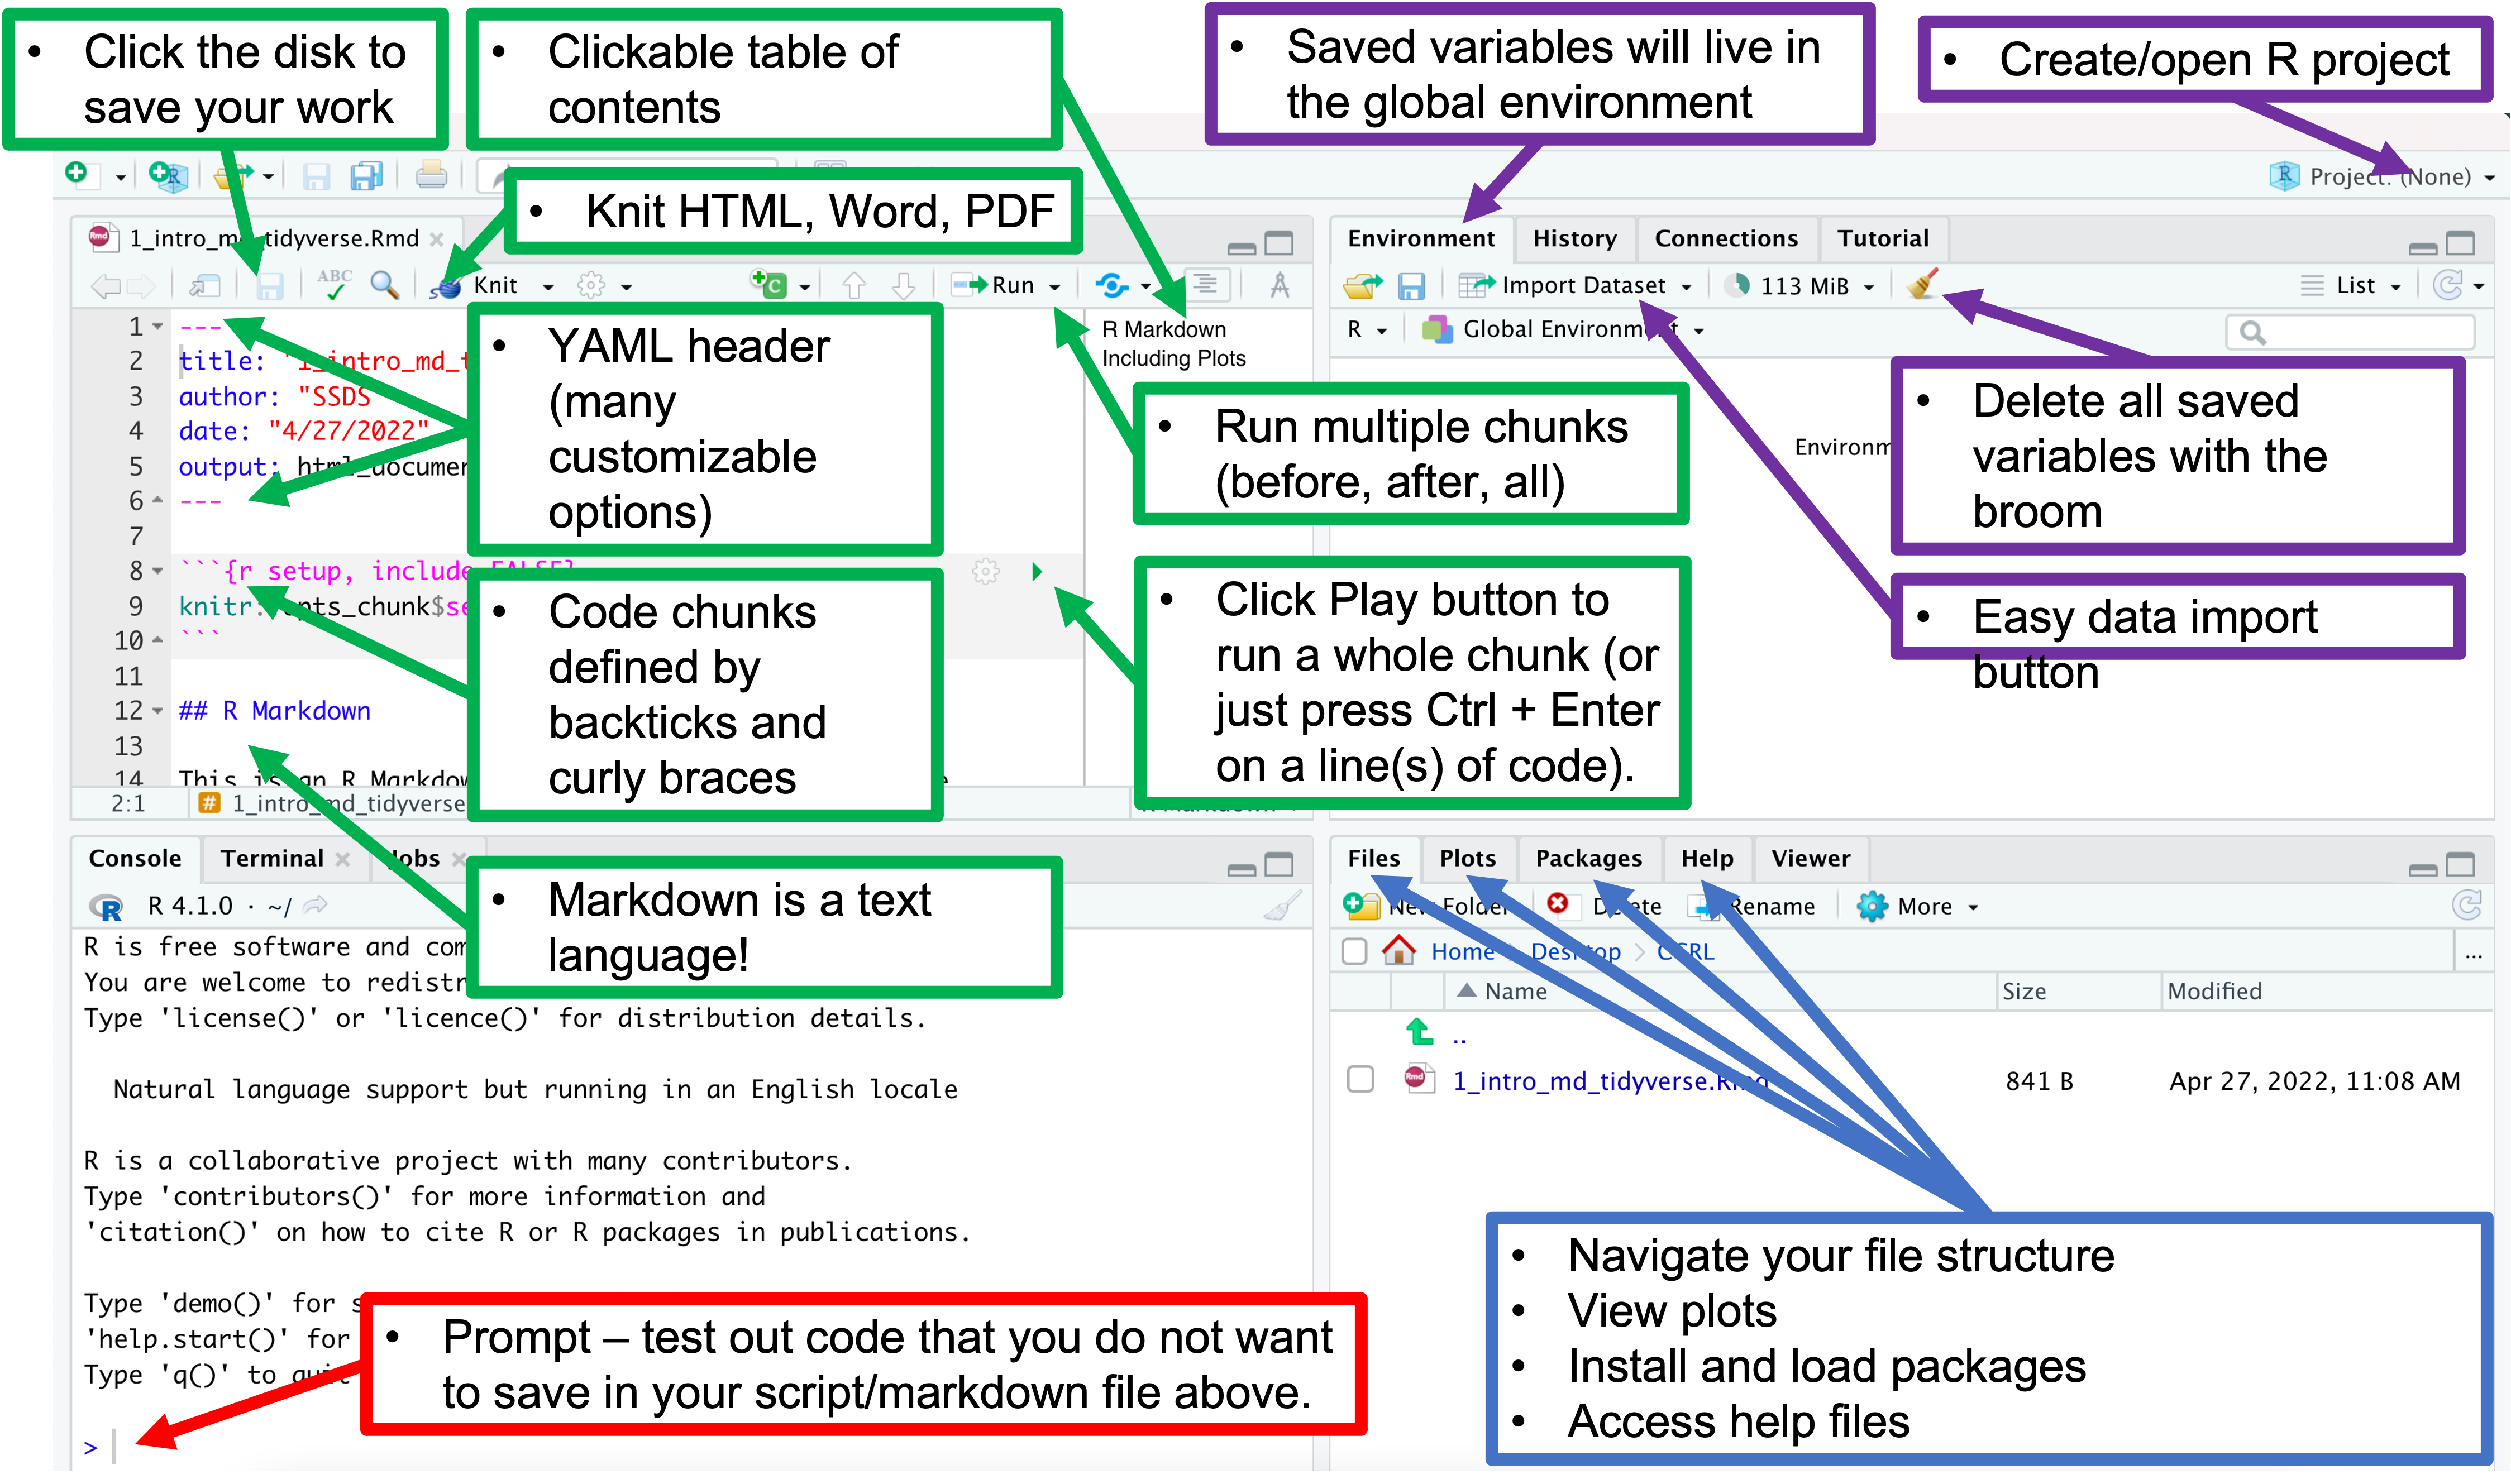 • Click the disk to
save your work
• Clickable table of
contents
• Saved variables will live in
the global environment
• Create/open R project
Project: (None)
• Knit HTML, Word, PDF
1_intro_md_tidyverse.Rmd
Environment History Connections Tutorial
ABC Knit Run
Import Dataset 113 MiB List
R Global Environment
1 ---
2 title: "1_intro_md_t
3 author: "SSDS
4 date: "4/27/2022"
5 output: html_documen
6 ---
7
8 ```{r setup, include=FALSE}
9 knitr::opts_chunk$se
10 ```
11
12 ## R Markdown
13
14 This is an R Markdow
2:1 1_intro_md_tidyverse
R Markdown
R Markdown
Including Plots
• YAML header
(many
customizable
options)
• Code chunks
defined by
backticks and
curly braces
• Run multiple chunks
(before, after, all)
• Click Play button to
run a whole chunk (or
just press Ctrl + Enter
on a line(s) of code).
Environm
• Delete all saved
variables with the
broom
• Easy data import
button
Console Terminal Jobs
R 4.1.0 · ~/
R is free software and com
You are welcome to redistr
Type 'license()' or 'licence()' for distribution details.
Natural language support but running in an English locale
R is a collaborative project with many contributors.
Type 'contributors()' for more information and
'citation()' on how to cite R or R packages in publications.
Type 'demo()' for s
'help.start()' for
Type 'q()' to quit
>
• Markdown is a text
language!
• Prompt – test out code that you do not want
to save in your script/markdown file above.
Files Plots Packages Help Viewer
New Folder Delete Rename More
Home Desktop > CSRL ...
Name Size Modified
..
1_intro_md_tidyverse.Rmd 841 B Apr 27, 2022, 11:08 AM
• Navigate your file structure
• View plots
• Install and load packages
• Access help files